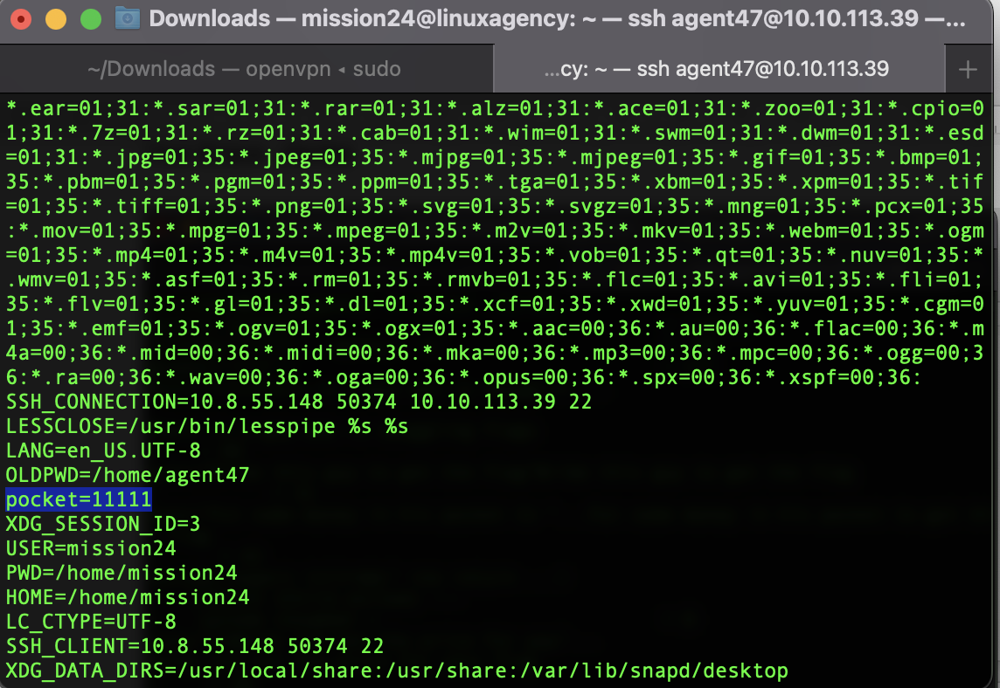 Downloads — mission24@linuxagency: ~ — ssh agent47@10.10.113.39 —...
~/Downloads — openvpn ◂ sudo
...cy: ~ — ssh agent47@10.10.113.39
+
*.ear=01;31:*.sar=01;31:*.rar=01;31:*.alz=01;31:*.ace=01;31:*.zoo=01;31:*.cpio=0
1;31:*.7z=01;31:*.rz=01;31:*.cab=01;31:*.wim=01;31:*.swm=01;31:*.dwm=01;31:*.esd
=01;31:*.jpg=01;35:*.jpeg=01;35:*.mjpg=01;35:*.mjpeg=01;35:*.gif=01;35:*.bmp=01;
35:*.pbm=01;35:*.pgm=01;35:*.ppm=01;35:*.tga=01;35:*.xbm=01;35:*.xpm=01;35:*.tif
=01;35:*.tiff=01;35:*.png=01;35:*.svg=01;35:*.svgz=01;35:*.mng=01;35:*.pcx=01;35
:*.mov=01;35:*.mpg=01;35:*.mpeg=01;35:*.m2v=01;35:*.mkv=01;35:*.webm=01;35:*.ogm
=01;35:*.mp4=01;35:*.m4v=01;35:*.mp4v=01;35:*.vob=01;35:*.qt=01;35:*.nuv=01;35:*
.wmv=01;35:*.asf=01;35:*.rm=01;35:*.rmvb=01;35:*.flc=01;35:*.avi=01;35:*.fli=01;
35:*.flv=01;35:*.gl=01;35:*.dl=01;35:*.xcf=01;35:*.xwd=01;35:*.yuv=01;35:*.cgm=0
1;35:*.emf=01;35:*.ogv=01;35:*.ogx=01;35:*.aac=00;36:*.au=00;36:*.flac=00;36:*.m
4a=00;36:*.mid=00;36:*.midi=00;36:*.mka=00;36:*.mp3=00;36:*.mpc=00;36:*.ogg=00;3
6:*.ra=00;36:*.wav=00;36:*.oga=00;36:*.opus=00;36:*.spx=00;36:*.xspf=00;36:
SSH_CONNECTION=10.8.55.148 50374 10.10.113.39 22
LESSCLOSE=/usr/bin/lesspipe %s %s
LANG=en_US.UTF-8
OLDPWD=/home/agent47
pocket=11111
XDG_SESSION_ID=3
USER=mission24
PWD=/home/mission24
HOME=/home/mission24
LC_CTYPE=UTF-8
SSH_CLIENT=10.8.55.148 50374 22
XDG_DATA_DIRS=/usr/local/share:/usr/share:/var/lib/snapd/desktop